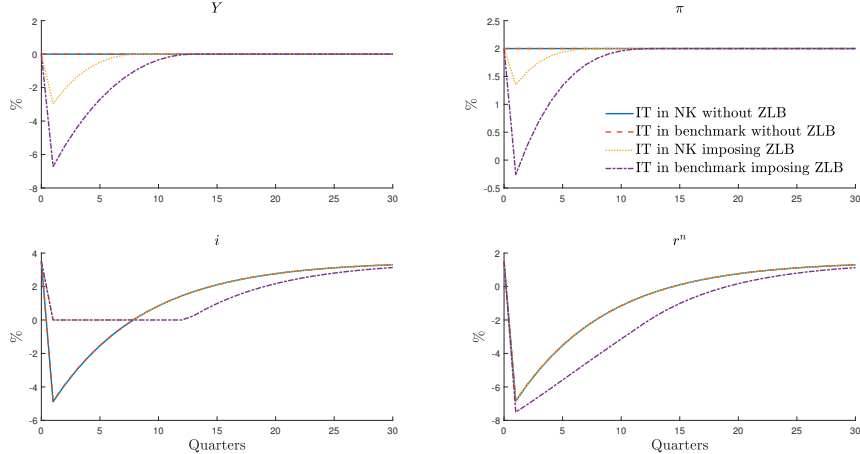 Y
%
2
0
-2
-4
-6
-8
0 5 10 15 20 25 30
π
%
2.5
2
1.5
1
0.5
0
-0.5
0 5 10 15 20 25 30
IT in NK without ZLB
IT in benchmark without ZLB
IT in NK imposing ZLB
IT in benchmark imposing ZLB
i
%
4
2
0
-2
-4
-6
0 5 10 15 20 25 30
Quarters
rⁿ
%
2
0
-2
-4
-6
-8
0 5 10 15 20 25 30
Quarters